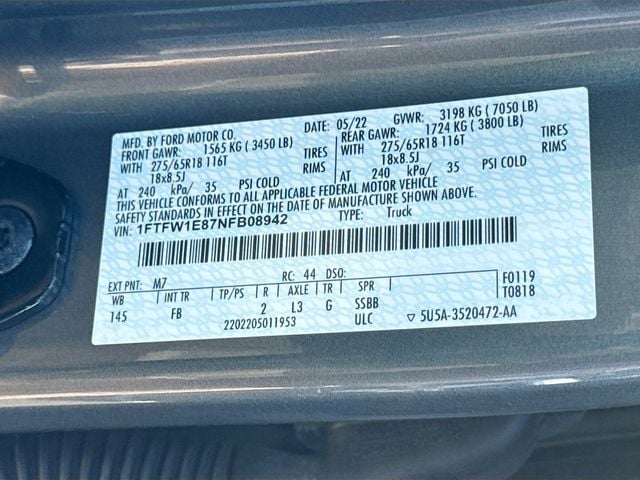 MFD. BY FORD MOTOR CO. DATE: 05/22 GVWR: 3198 KG ( 7050 LB)
FRONT GAWR: 1565 KG ( 3450 LB) REAR GAWR: 1724 KG ( 3800 LB)
WITH 275/65R18 116T TIRES WITH 275/65R18 116T TIRES
18x8.5J RIMS 18x8.5J RIMS
AT 240 kPa/ 35 PSI COLD AT 240 kPa/ 35 PSI COLD
THIS VEHICLE CONFORMS TO ALL APPLICABLE FEDERAL MOTOR VEHICLE
SAFETY STANDARDS IN EFFECT ON THE DATE OF MANUFACTURE SHOWN ABOVE.
VIN: 1FTFW1E87NFB08942 TYPE: Truck
EXT PNT: M7 RC: 44 DSO: F0119
WB INT TR TP/PS R AXLE TR SPR T0818
145 FB 2 L3 G SSBB
2202205011953 ULC ▽ 5U5A-3520472-AA